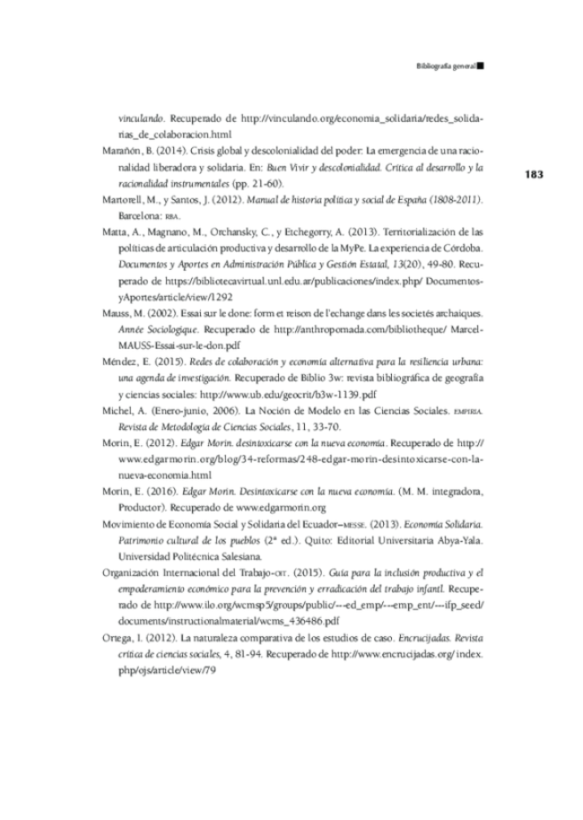 Bibliografía general
vinculando. Recuperado de http://vinculando.org/economia_solidaria/redes_solida-
rias_de_colaboracion.html
Marañón, B. (2014). Crisis global y descolonialidad del poder: La emergencia de una racio-
nalidad liberadora y solidaria. En: Buen Vivir y descolonialidad. Crítica al desarrollo y la
racionalidad instrumentales (pp. 21-60).
183
Martorell, M., y Santos, J. (2012). Manual de historia política y social de España (1808-2011).
Barcelona: RBA.
Matta, A., Magnano, M., Orchansky, C., y Etchegorry, A. (2013). Territorialización de las
políticas de articulación productiva y desarrollo de la MyPe. La experiencia de Córdoba.
Documentos y Aportes en Administración Pública y Gestión Estatal, 13(20), 49-80. Recu-
perado de https://bibliotecavirtual.unl.edu.ar/publicaciones/index.php/ Documentos-
yAportes/article/view/1292
Mauss, M. (2002). Essai sur le done: form et reison de l'echange dans les societés archaiques.
Année Sociologique. Recuperado de http://anthropomada.com/bibliotheque/ Marcel-
MAUSS-Essai-sur-le-don.pdf
Méndez, E. (2015). Redes de colaboración y economía alternativa para la resiliencia urbana:
una agenda de investigación. Recuperado de Biblio 3w: revista bibliográfica de geografía
y ciencias sociales: http://www.ub.edu/geocrit/b3w-1139.pdf
Michel, A. (Enero-junio, 2006). La Noción de Modelo en las Ciencias Sociales. EMPIRIA.
Revista de Metodología de Ciencias Sociales, 11, 33-70.
Morin, E. (2012). Edgar Morin. desintoxicarse con la nueva economía. Recuperado de http://
www.edgarmorin.org/blog/34-reformas/248-edgar-morin-desintoxicarse-con-la-
nueva-economia.html
Morin, E. (2016). Edgar Morin. Desintoxicarse con la nueva economía. (M. M. integradora,
Productor). Recuperado de www.edgarmorin.org
Movimiento de Economía Social y Solidaria del Ecuador–MESSE. (2013). Economía Solidaria.
Patrimonio cultural de los pueblos (2ª ed.). Quito: Editorial Universitaria Abya-Yala.
Universidad Politécnica Salesiana.
Organización Internacional del Trabajo-OIT. (2015). Guía para la inclusión productiva y el
empoderamiento económico para la prevención y erradicación del trabajo infantil. Recupe-
rado de http://www.ilo.org/wcmsp5/groups/public/---ed_emp/---emp_ent/---ifp_seed/
documents/instructionalmaterial/wcms_436486.pdf
Ortega, I. (2012). La naturaleza comparativa de los estudios de caso. Encrucijadas. Revista
crítica de ciencias sociales, 4, 81-94. Recuperado de http://www.encrucijadas.org/ index.
php/ojs/article/view/79